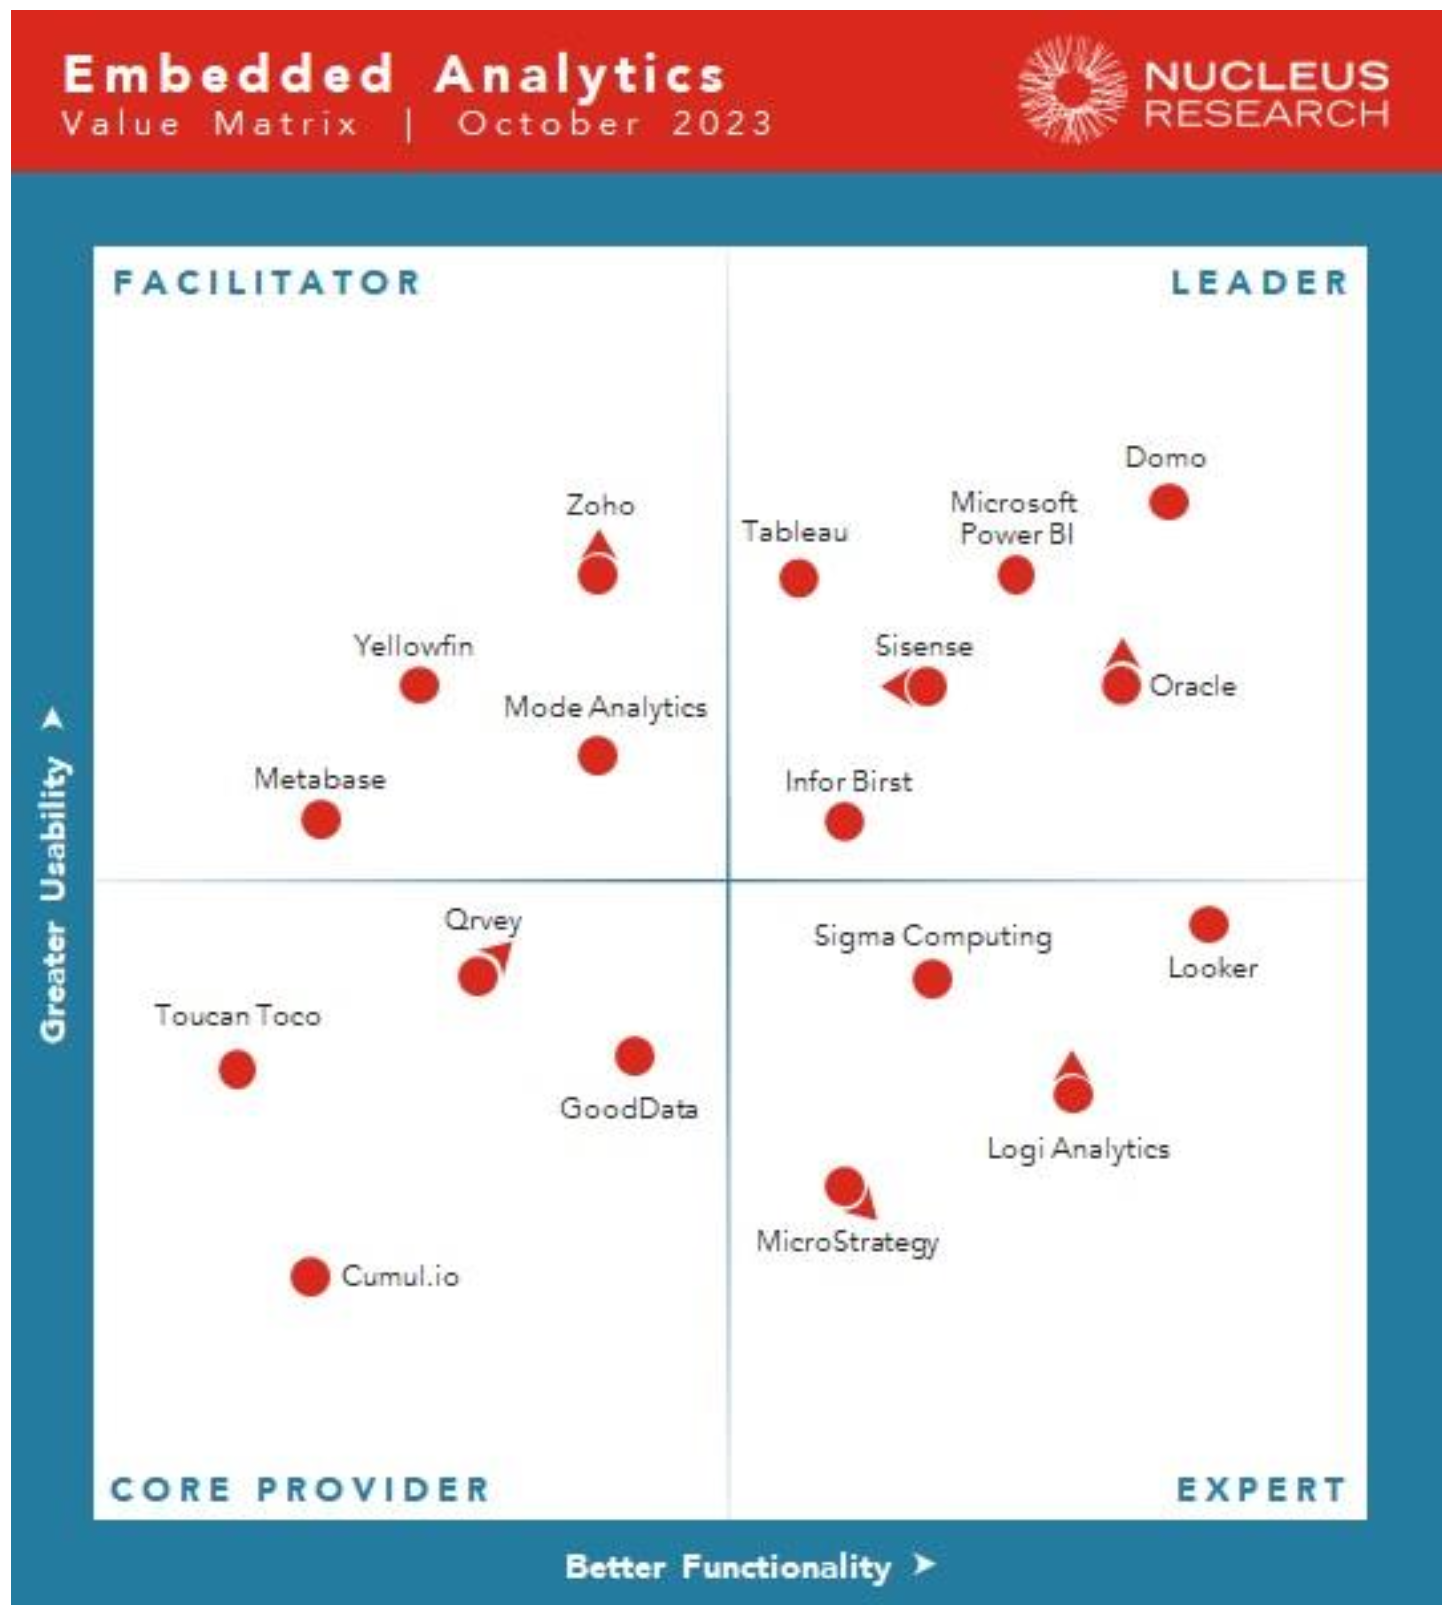 Embedded Analytics
Value Matrix | October 2023
NUCLEUS
RESEARCH
FACILITATOR
LEADER
Domo
Zoho
Microsoft
Power BI
Tableau
Yellowfin
Sisense
Oracle
Mode Analytics
Metabase
Infor Birst
Greater Usability
Qrvey
Sigma Computing
Looker
Toucan Toco
GoodData
Logi Analytics
MicroStrategy
Cumul.io
CORE PROVIDER
EXPERT
Better Functionality